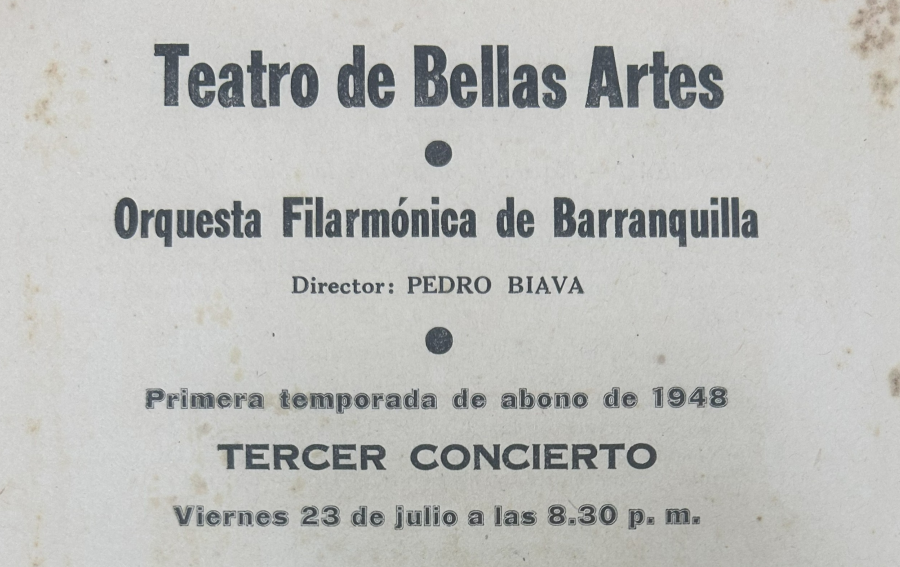 Teatro de Bellas Artes
Orquesta Filarmónica de Barranquilla
Director: PEDRO BIAVA
Primera temporada de abono de 1948
TERCER CONCIERTO
Viernes 23 de julio a las 8.30 p. m.